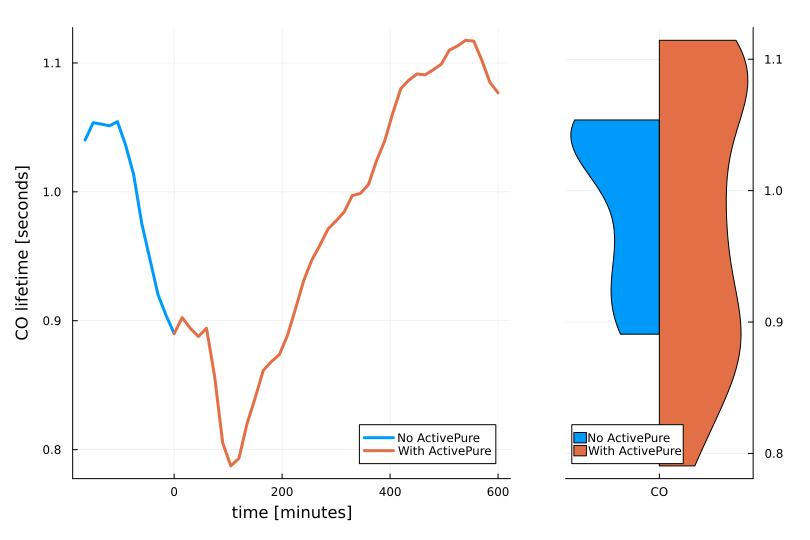 CO lifetime [seconds]
1.1
1.0
0.9
0.8
0
200
400
600
time [minutes]
No ActivePure
With ActivePure
1.1
1.0
0.9
0.8
CO
No ActivePure
With ActivePure